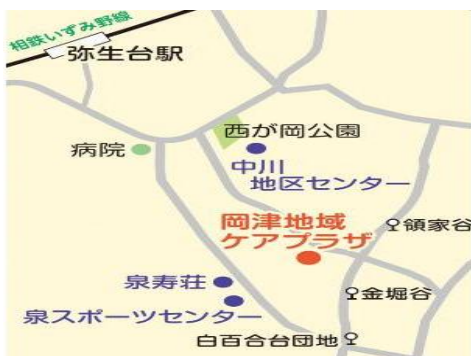 相鉄いずみ野線
弥生台駅
西が岡公園
病院
中川
地区センター
岡津地域
ケアプラザ
領家谷
泉寿荘
金堀谷
泉スポーツセンター
白百合台団地